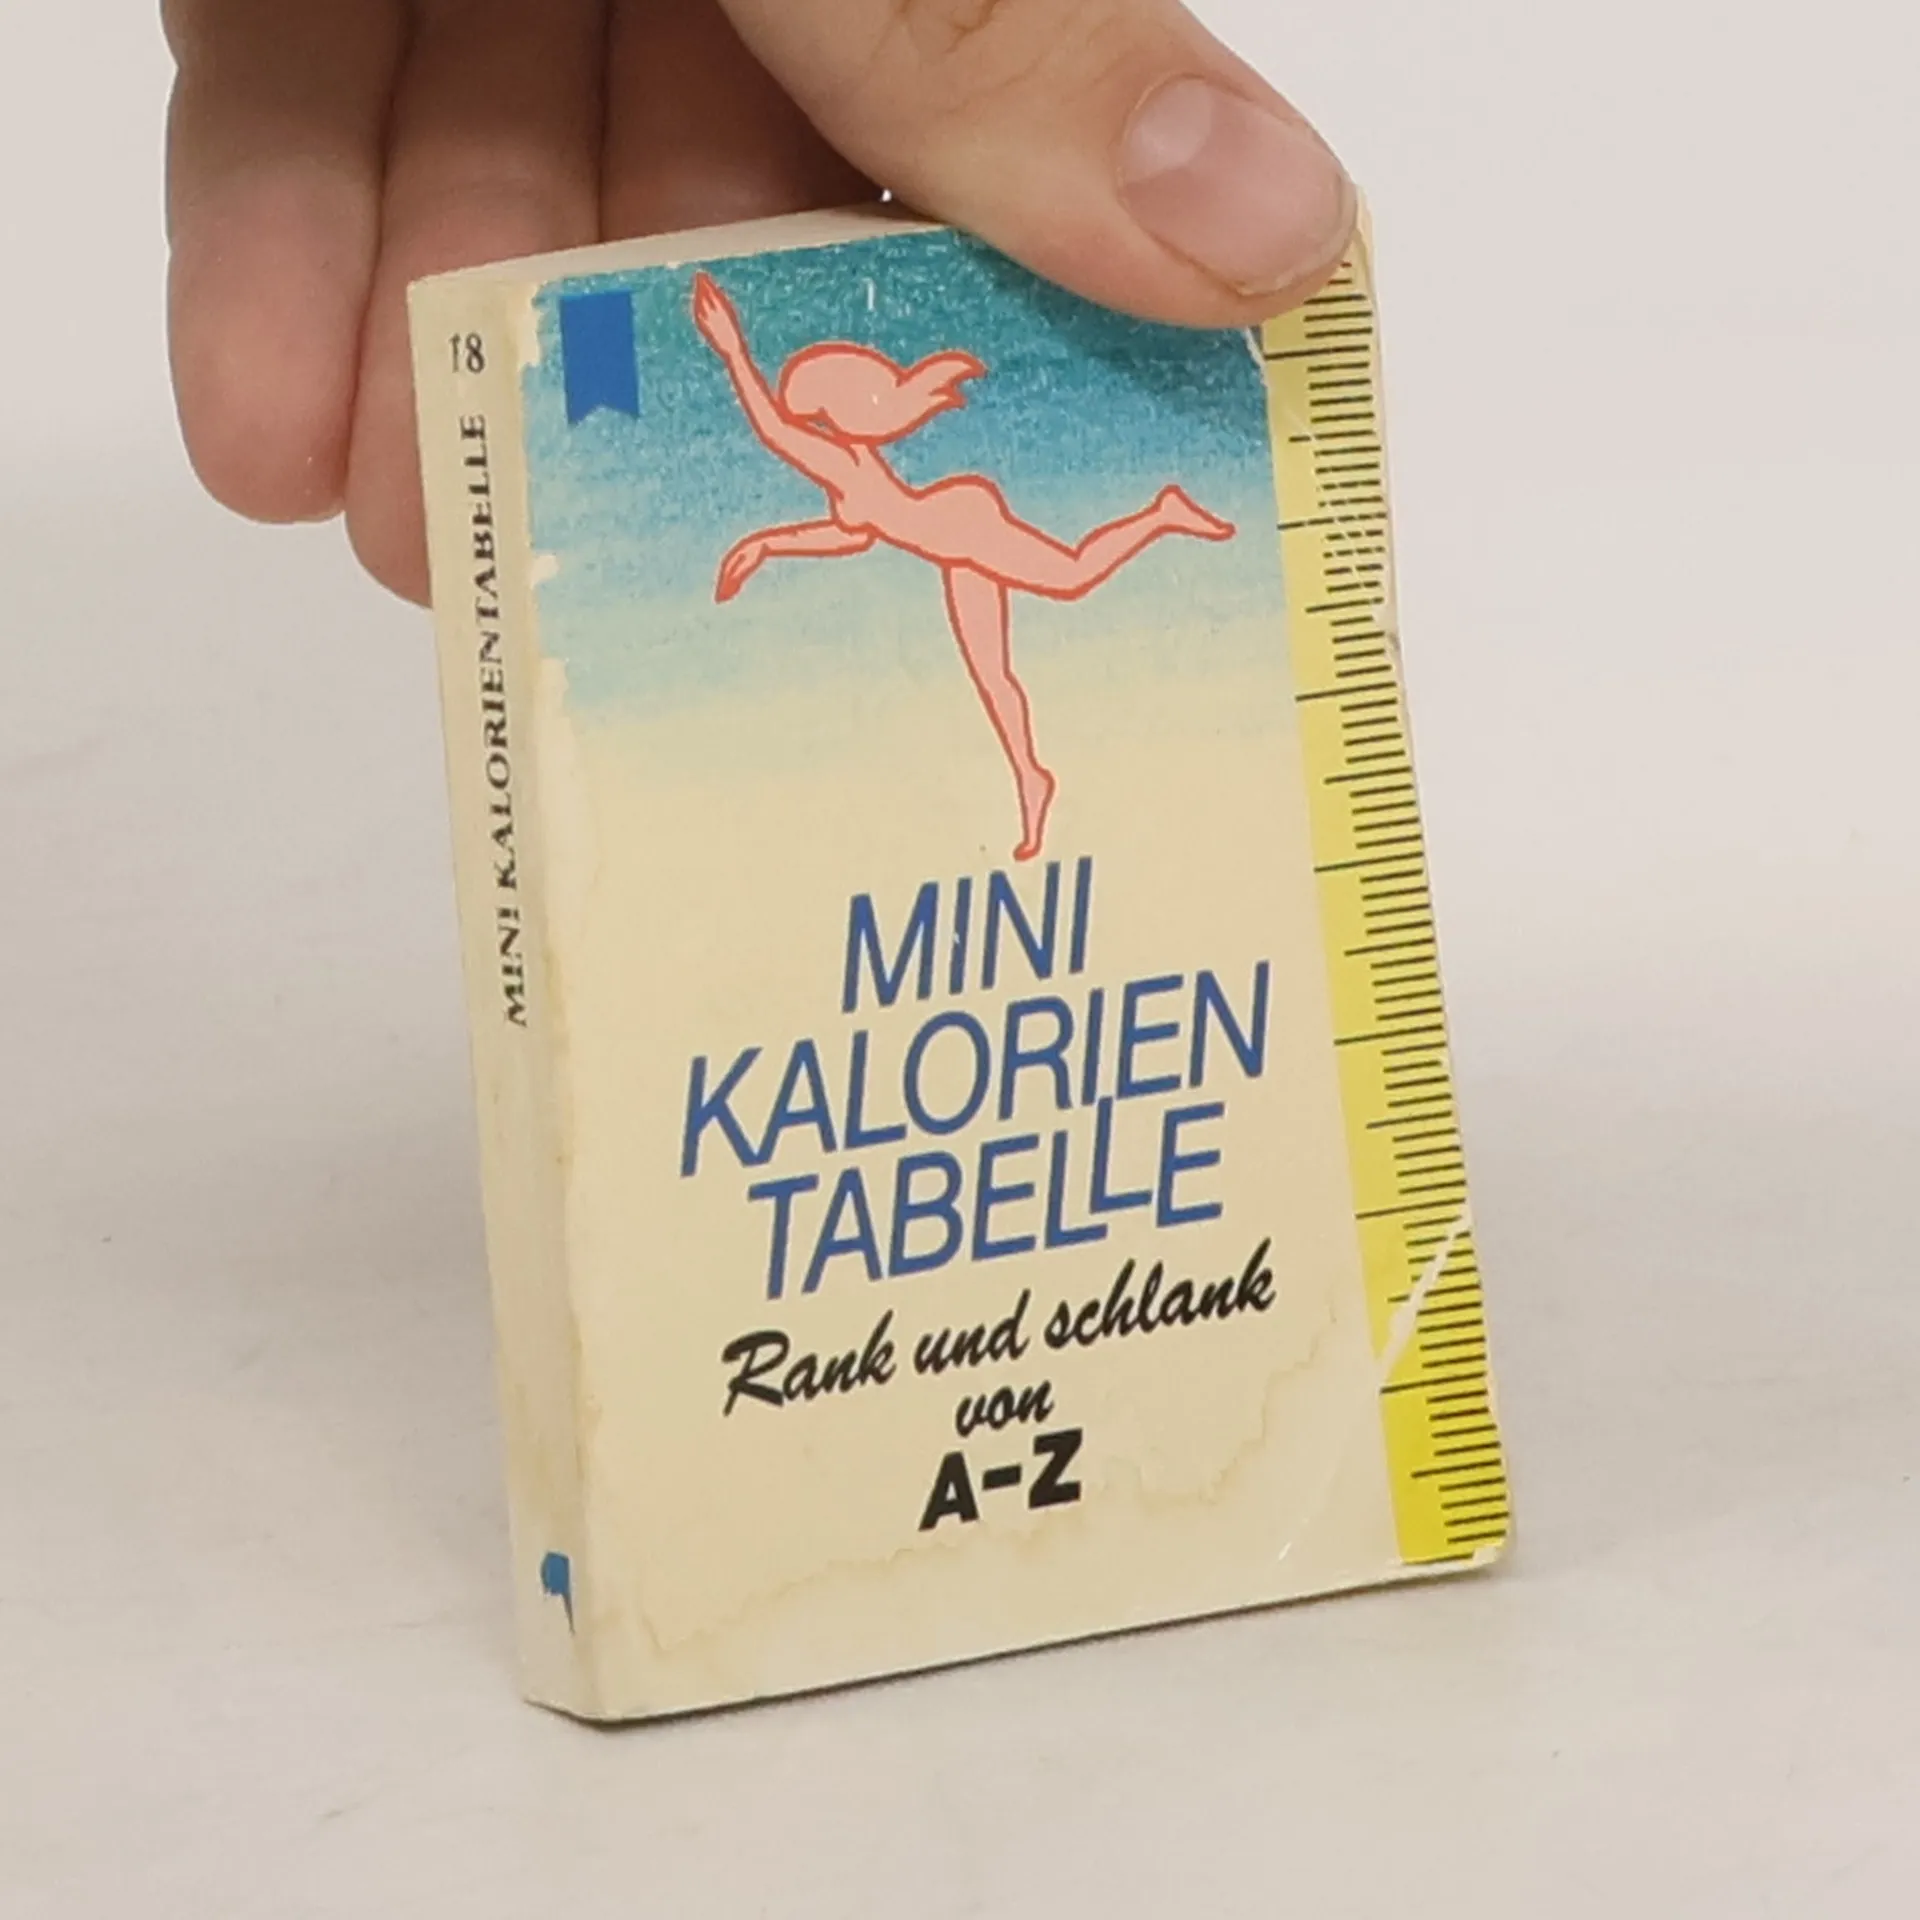 18
MINI KALORIENTABELLE
MINI
KALORIEN
TABELLE
Rank und schlank
von
A-Z